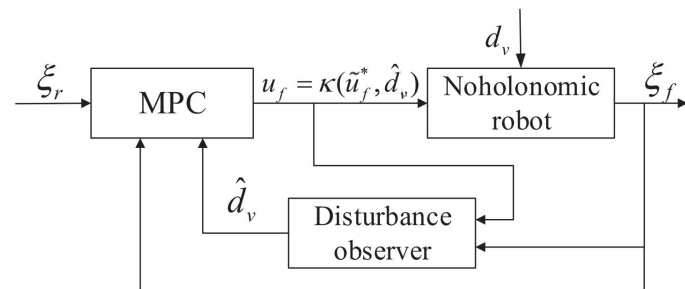 d_v
ξ_r
MPC
u_f = κ(ũ_f^*, d̂_v)
Noholonomic
robot
ξ_f
d̂_v
Disturbance
observer